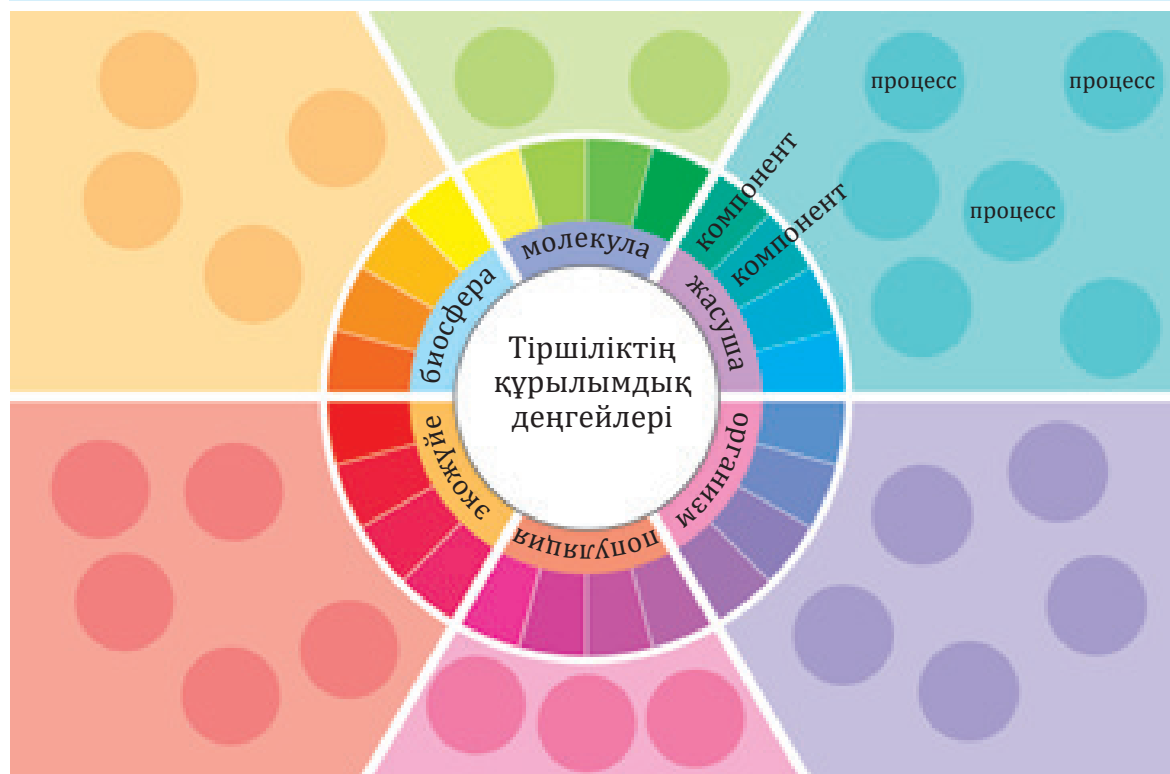 процесс
процесс
процесс
компонент
компонент
молекула
жасуша
организм
популяция
экожүйе
биосфера
Тіршіліктің
құрылымдық
деңгейлері